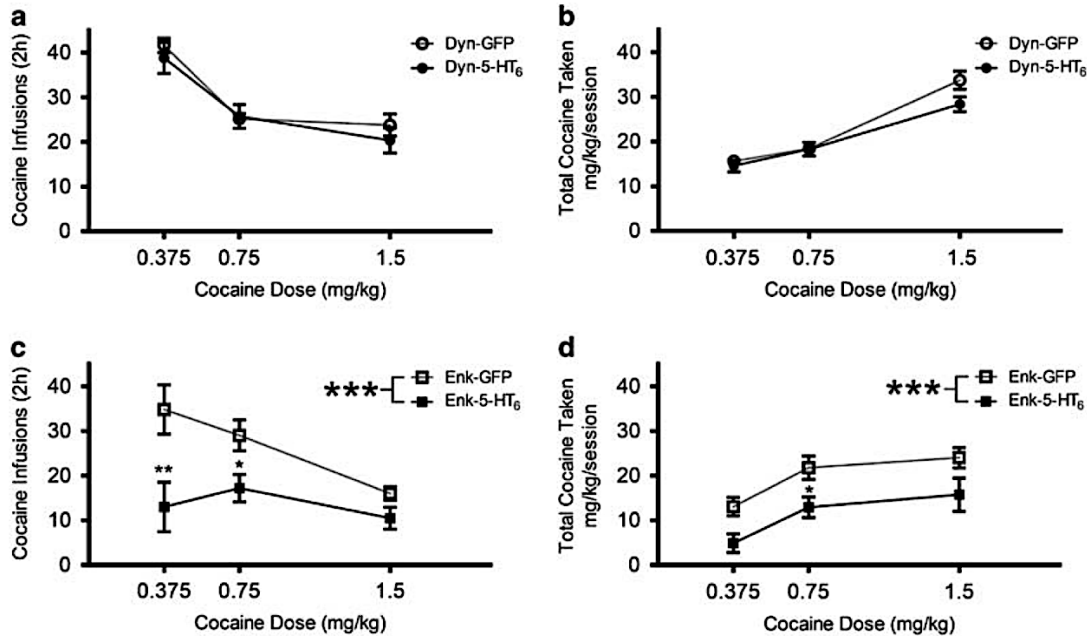 a
Cocaine Infusions (2h)
40
30
20
10
0
0.375 0.75 1.5
Cocaine Dose (mg/kg)
Dyn-GFP
Dyn-5-HT₆
b
Total Cocaine Taken
mg/kg/session
40
30
20
10
0
0.375 0.75 1.5
Cocaine Dose (mg/kg)
Dyn-GFP
Dyn-5-HT₆
c
Cocaine Infusions (2h)
40
30
20
10
0
0.375 0.75 1.5
Cocaine Dose (mg/kg)
***
Enk-GFP
Enk-5-HT₆
**
*
d
Total Cocaine Taken
mg/kg/session
40
30
20
10
0
0.375 0.75 1.5
Cocaine Dose (mg/kg)
***
Enk-GFP
Enk-5-HT₆
*